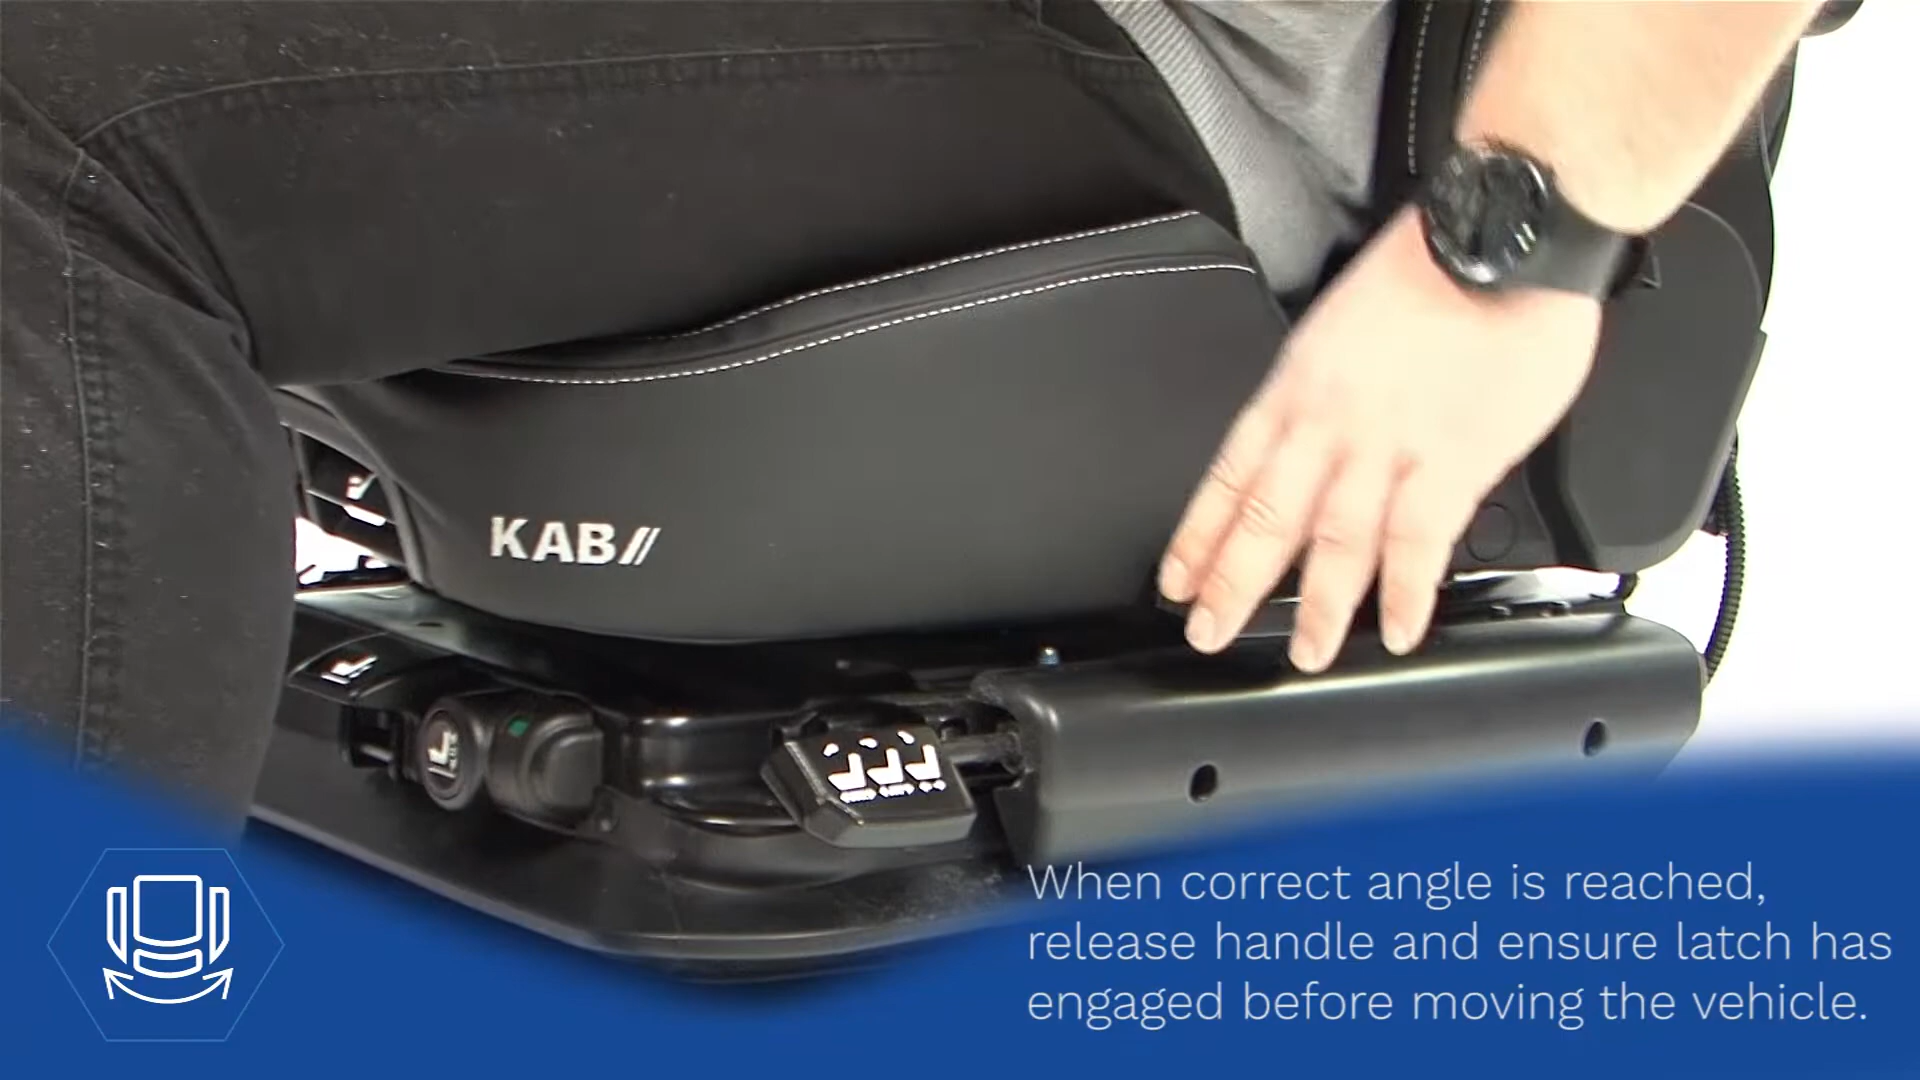 KAB//
When correct angle is reached,
release handle and ensure latch has
engaged before moving the vehicle.